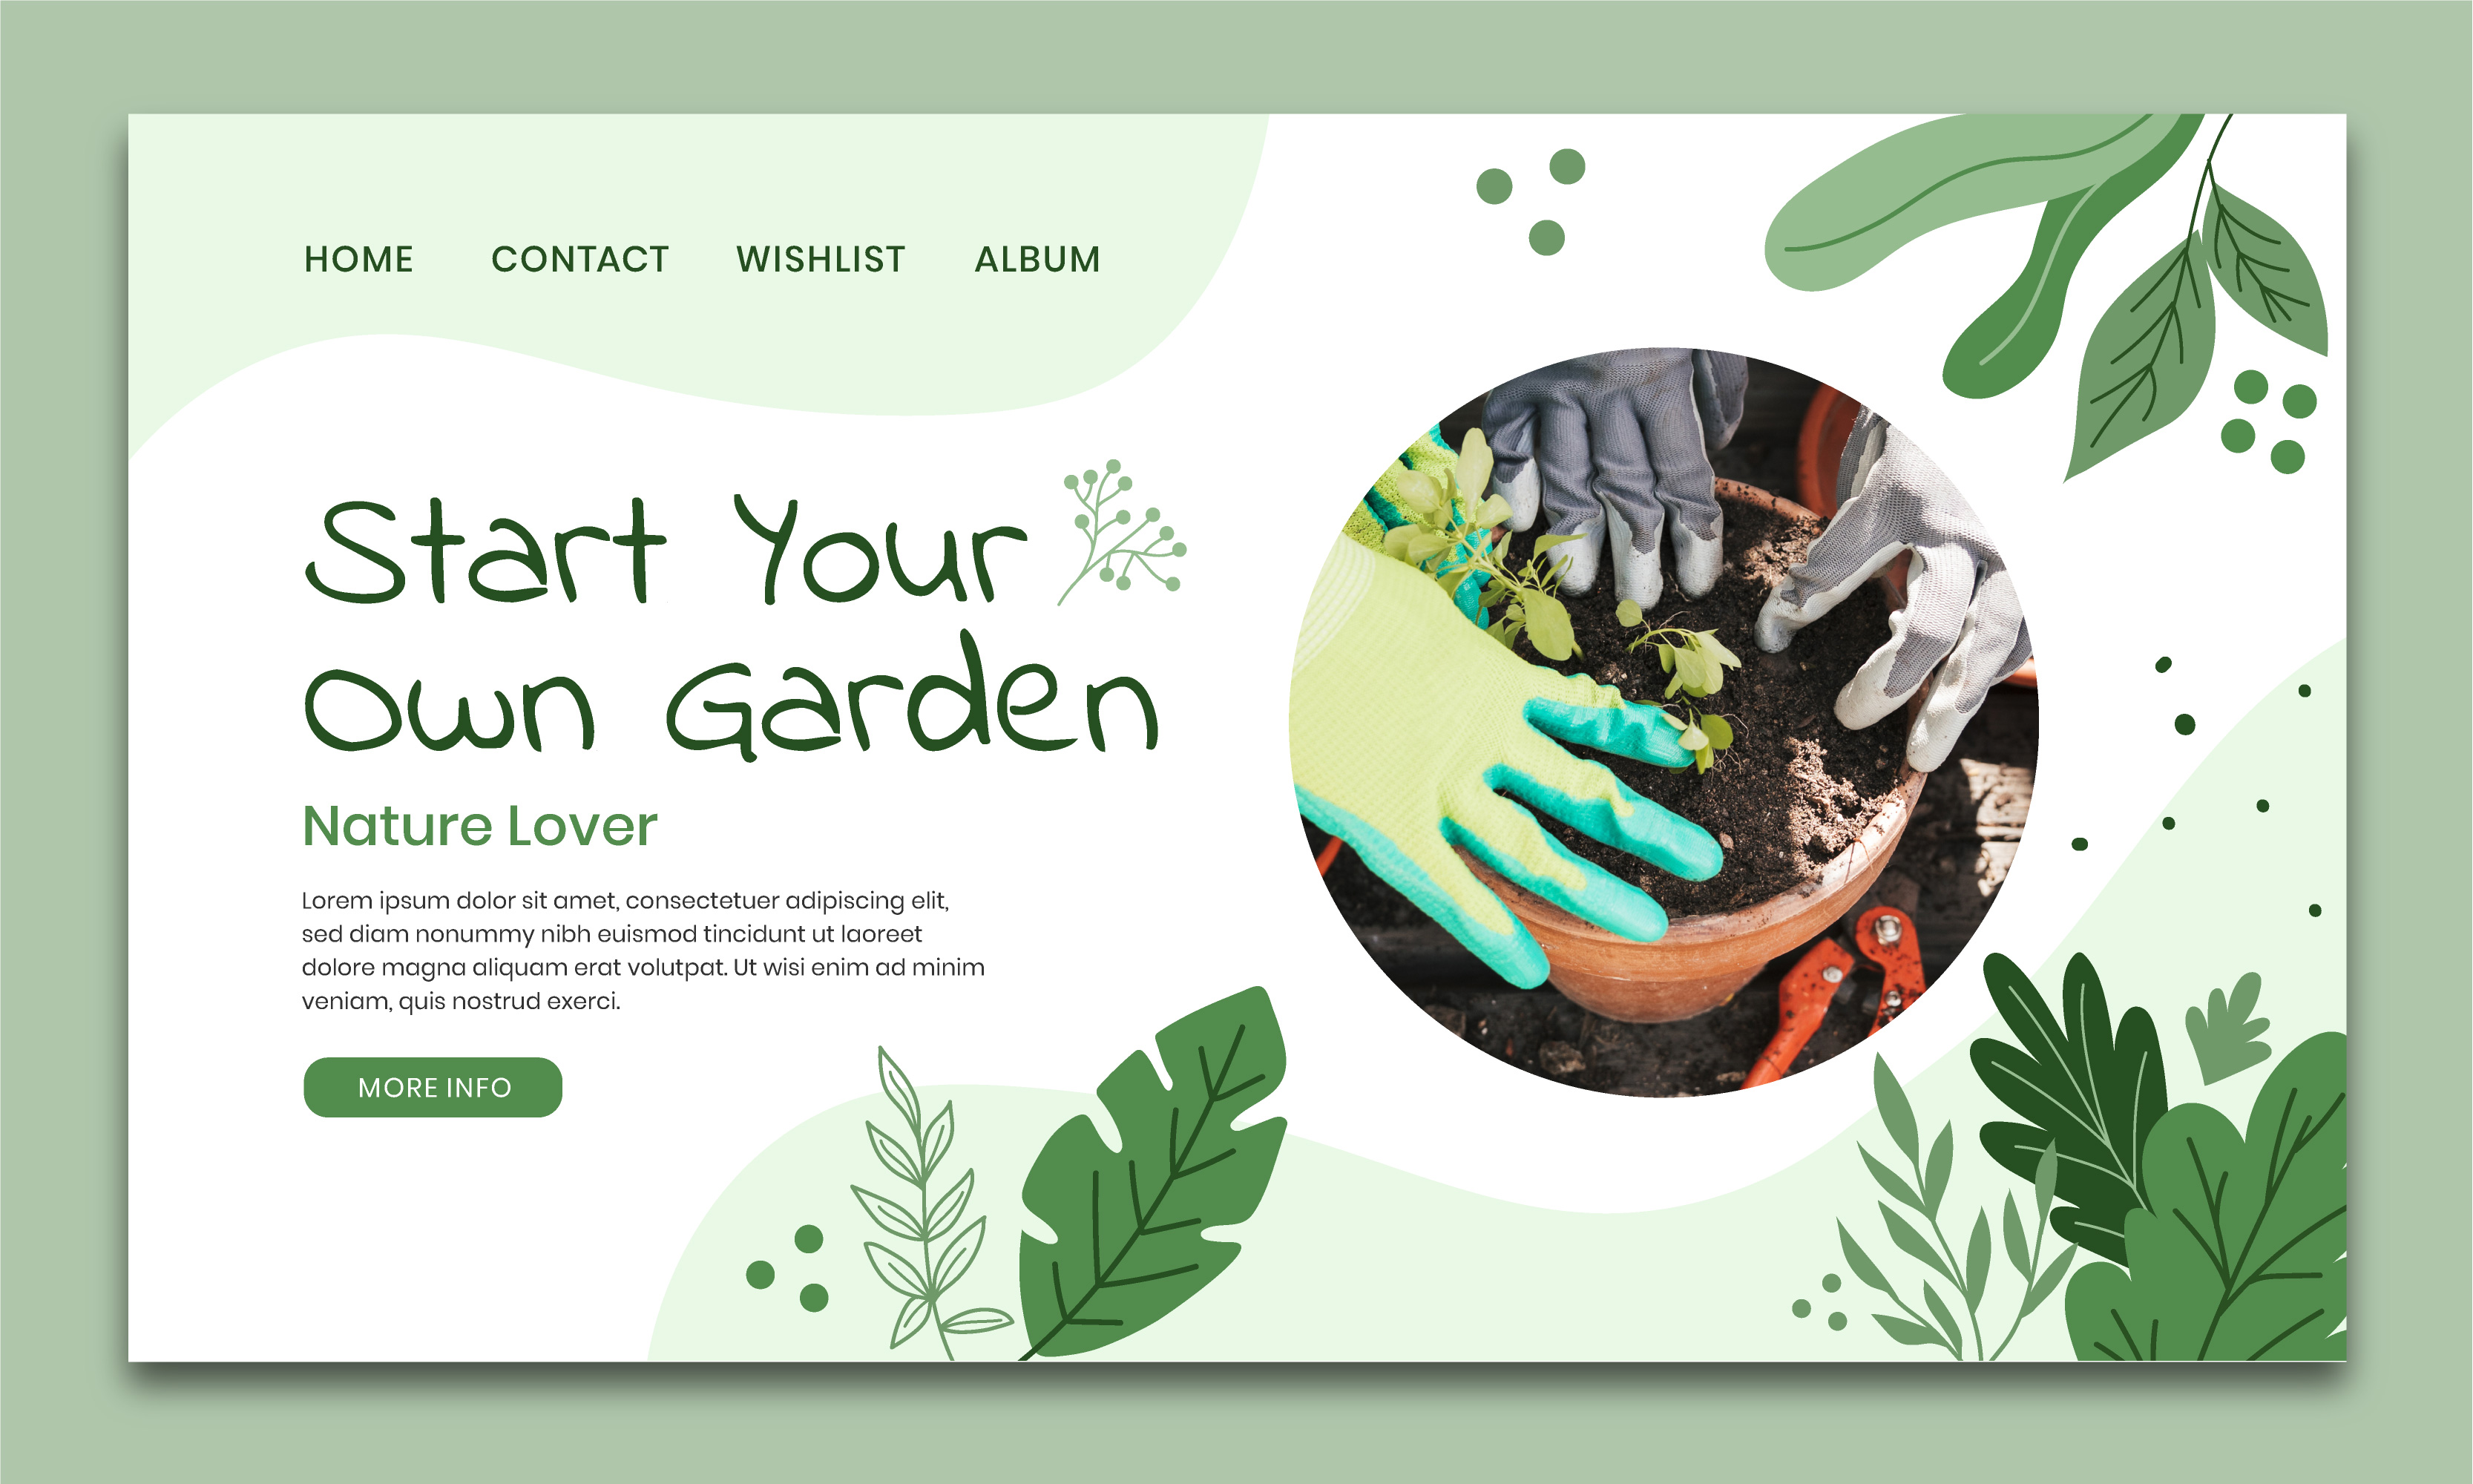 HOME CONTACT WISHLIST ALBUM
Start Your
Own Garden
Nature Lover
Lorem ipsum dolor sit amet, consectetuer adipiscing elit,
sed diam nonummy nibh euismod tincidunt ut laoreet
dolore magna aliquam erat volutpat. Ut wisi enim ad minim
veniam, quis nostrud exerci.
MORE INFO